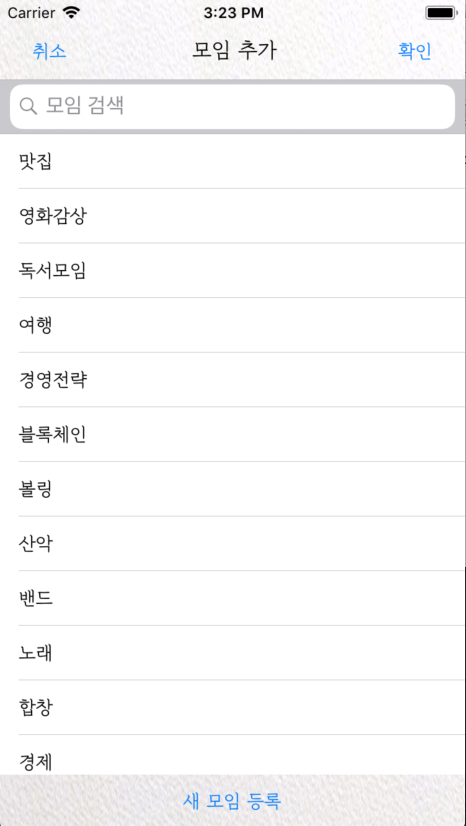 Carrier 3:23 PM
취소 모임 추가 확인
모임 검색
맛집
영화감상
독서모임
여행
경영전략
블록체인
볼링
산악
밴드
노래
합창
경제
새 모임 등록